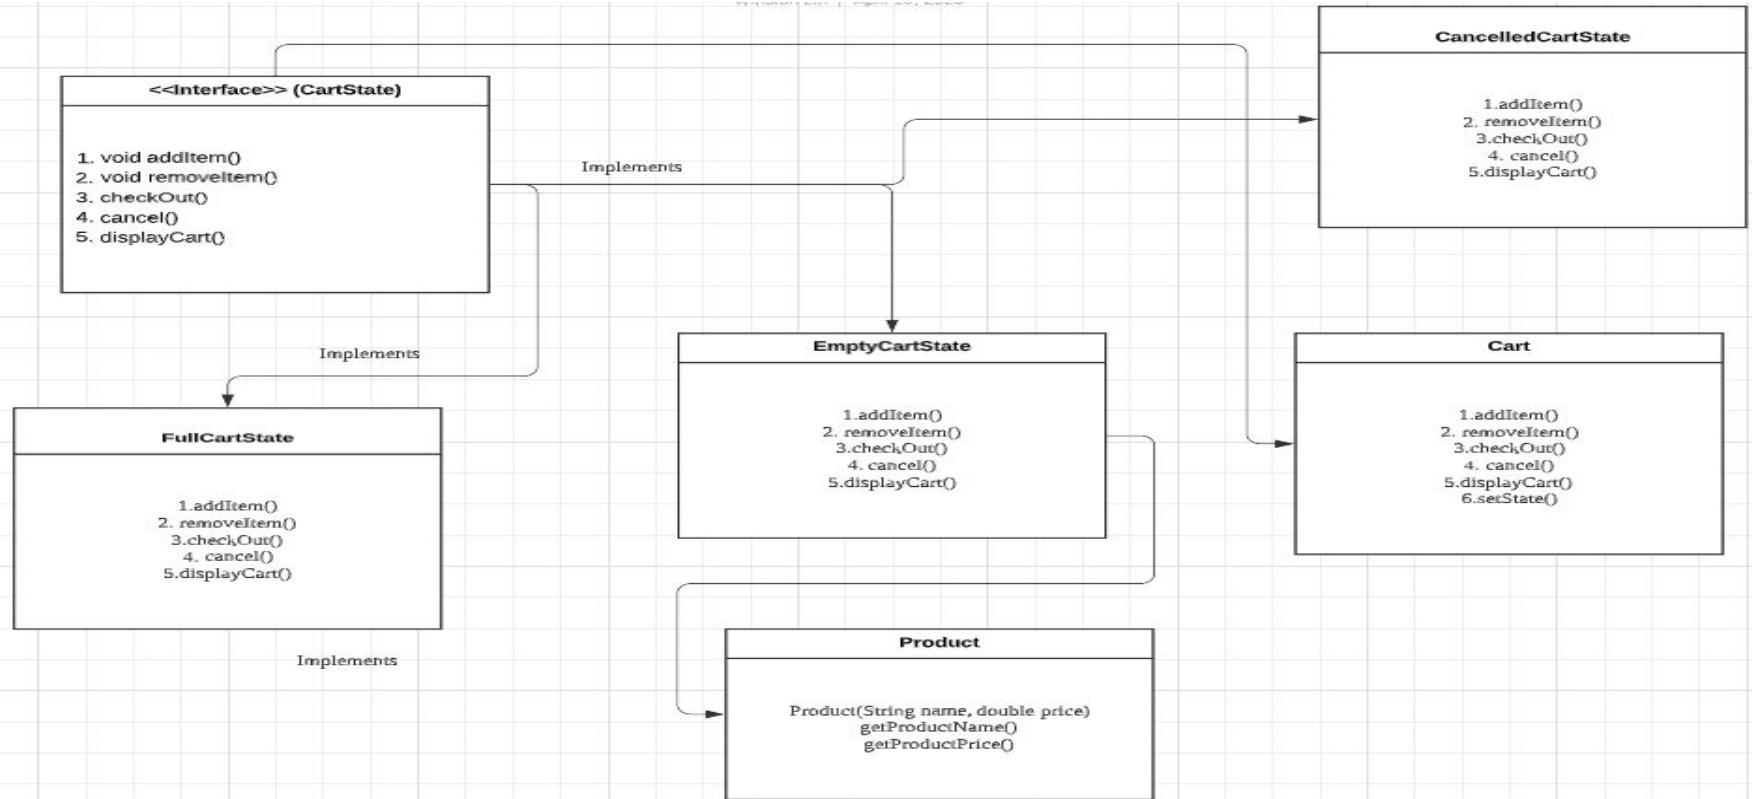 CancelledCartState
1.addItem()
2. removeItem()
3.checkOut()
4. cancel()
5.displayCart()
<<Interface>> (CartState)
1. void addItem()
2. void removeItem()
3. checkOut()
4. cancel()
5. displayCart()
Implements
Implements
EmptyCartState
1.addItem()
2. removeItem()
3.checkOut()
4. cancel()
5.displayCart()
Cart
1.addItem()
2. removeItem()
3.checkOut()
4. cancel()
5.displayCart()
6.setState()
FullCartState
1.addItem()
2. removeItem()
3.checkOut()
4. cancel()
5.displayCart()
Implements
Product
Product(String name, double price)
getProductName()
getProductPrice()